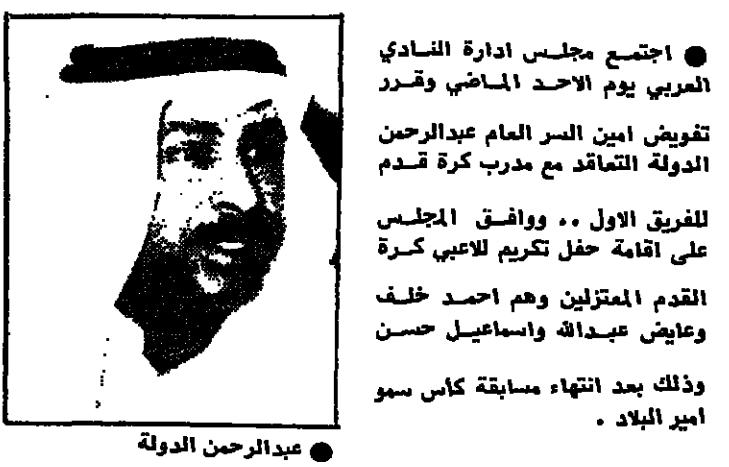 ● اجتمع مجلس ادارة النادي
العربي يوم الاحد الماضي وقرر
تفويض امين السر العام عبدالرحمن
الدولة التعاقد مع مدرب كرة قدم
للفريق الاول .. ووافق المجلس
على اقامة حفل تكريم للاعبي كرة
القدم المعتزلين وهم احمد خلف
وعايض عبدالله واسماعيل حسن
وذلك بعد انتهاء مسابقة كأس سمو
امير البلاد .
● عبدالرحمن الدولة